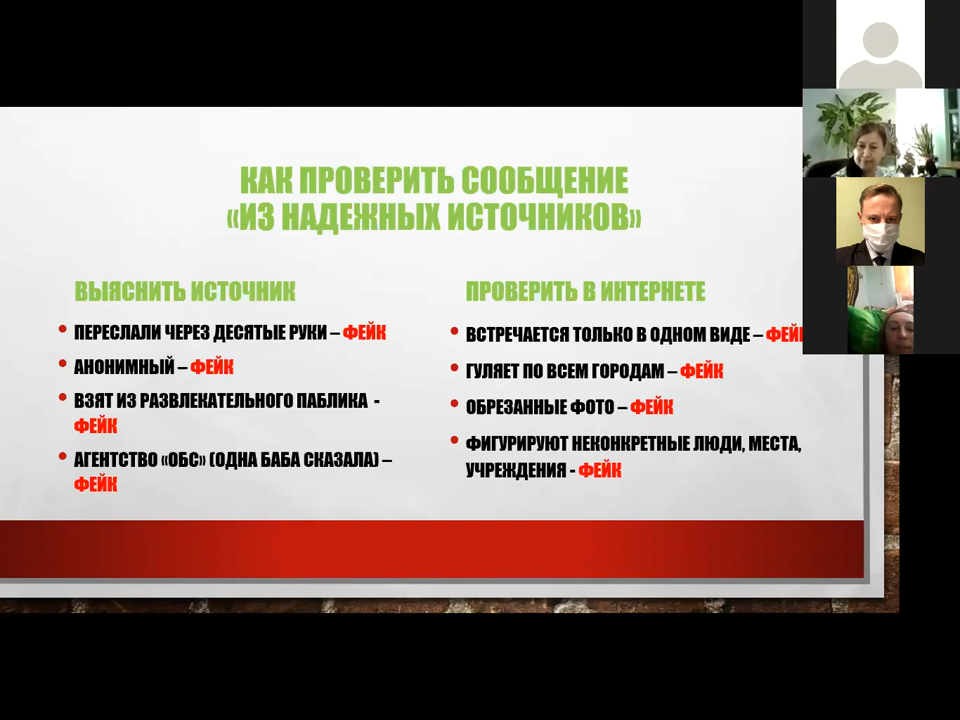 КАК ПРОВЕРИТЬ СООБЩЕНИЕ
«ИЗ НАДЕЖНЫХ ИСТОЧНИКОВ»
ВЫЯСНИТЬ ИСТОЧНИК
• ПЕРЕСЛАЛИ ЧЕРЕЗ ДЕСЯТЫЕ РУКИ – ФЕЙК
• АНОНИМНЫЙ – ФЕЙК
• ВЗЯТ ИЗ РАЗВЛЕКАТЕЛЬНОГО ПАБЛИКА -
ФЕЙК
• АГЕНТСТВО «ОБС» (ОДНА БАБА СКАЗАЛА) –
ФЕЙК
ПРОВЕРИТЬ В ИНТЕРНЕТЕ
• ВСТРЕЧАЕТСЯ ТОЛЬКО В ОДНОМ ВИДЕ – ФЕЙК
• ГУЛЯЕТ ПО ВСЕМ ГОРОДАМ – ФЕЙК
• ОБРЕЗАННЫЕ ФОТО – ФЕЙК
• ФИГУРИРУЮТ НЕКОНКРЕТНЫЕ ЛЮДИ, МЕСТА,
УЧРЕЖДЕНИЯ - ФЕЙК